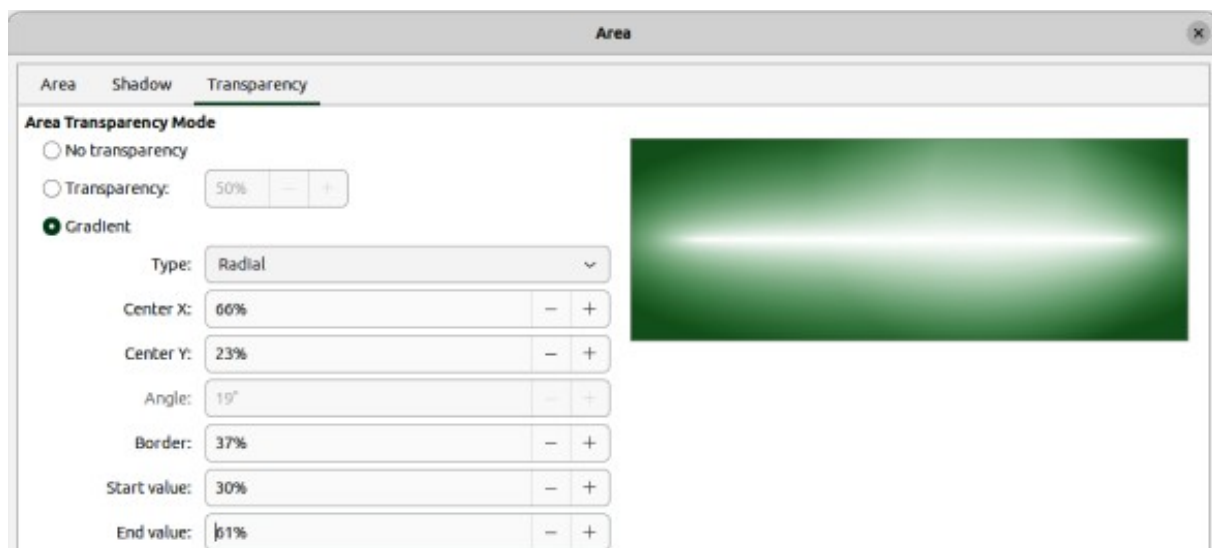 Area
Area Shadow Transparency
Area Transparency Mode
No transparency
Transparency: 50%
Gradient
Type: Radial
Center X: 66%
Center Y: 23%
Angle: 19°
Border: 37%
Start value: 30%
End value: 61%